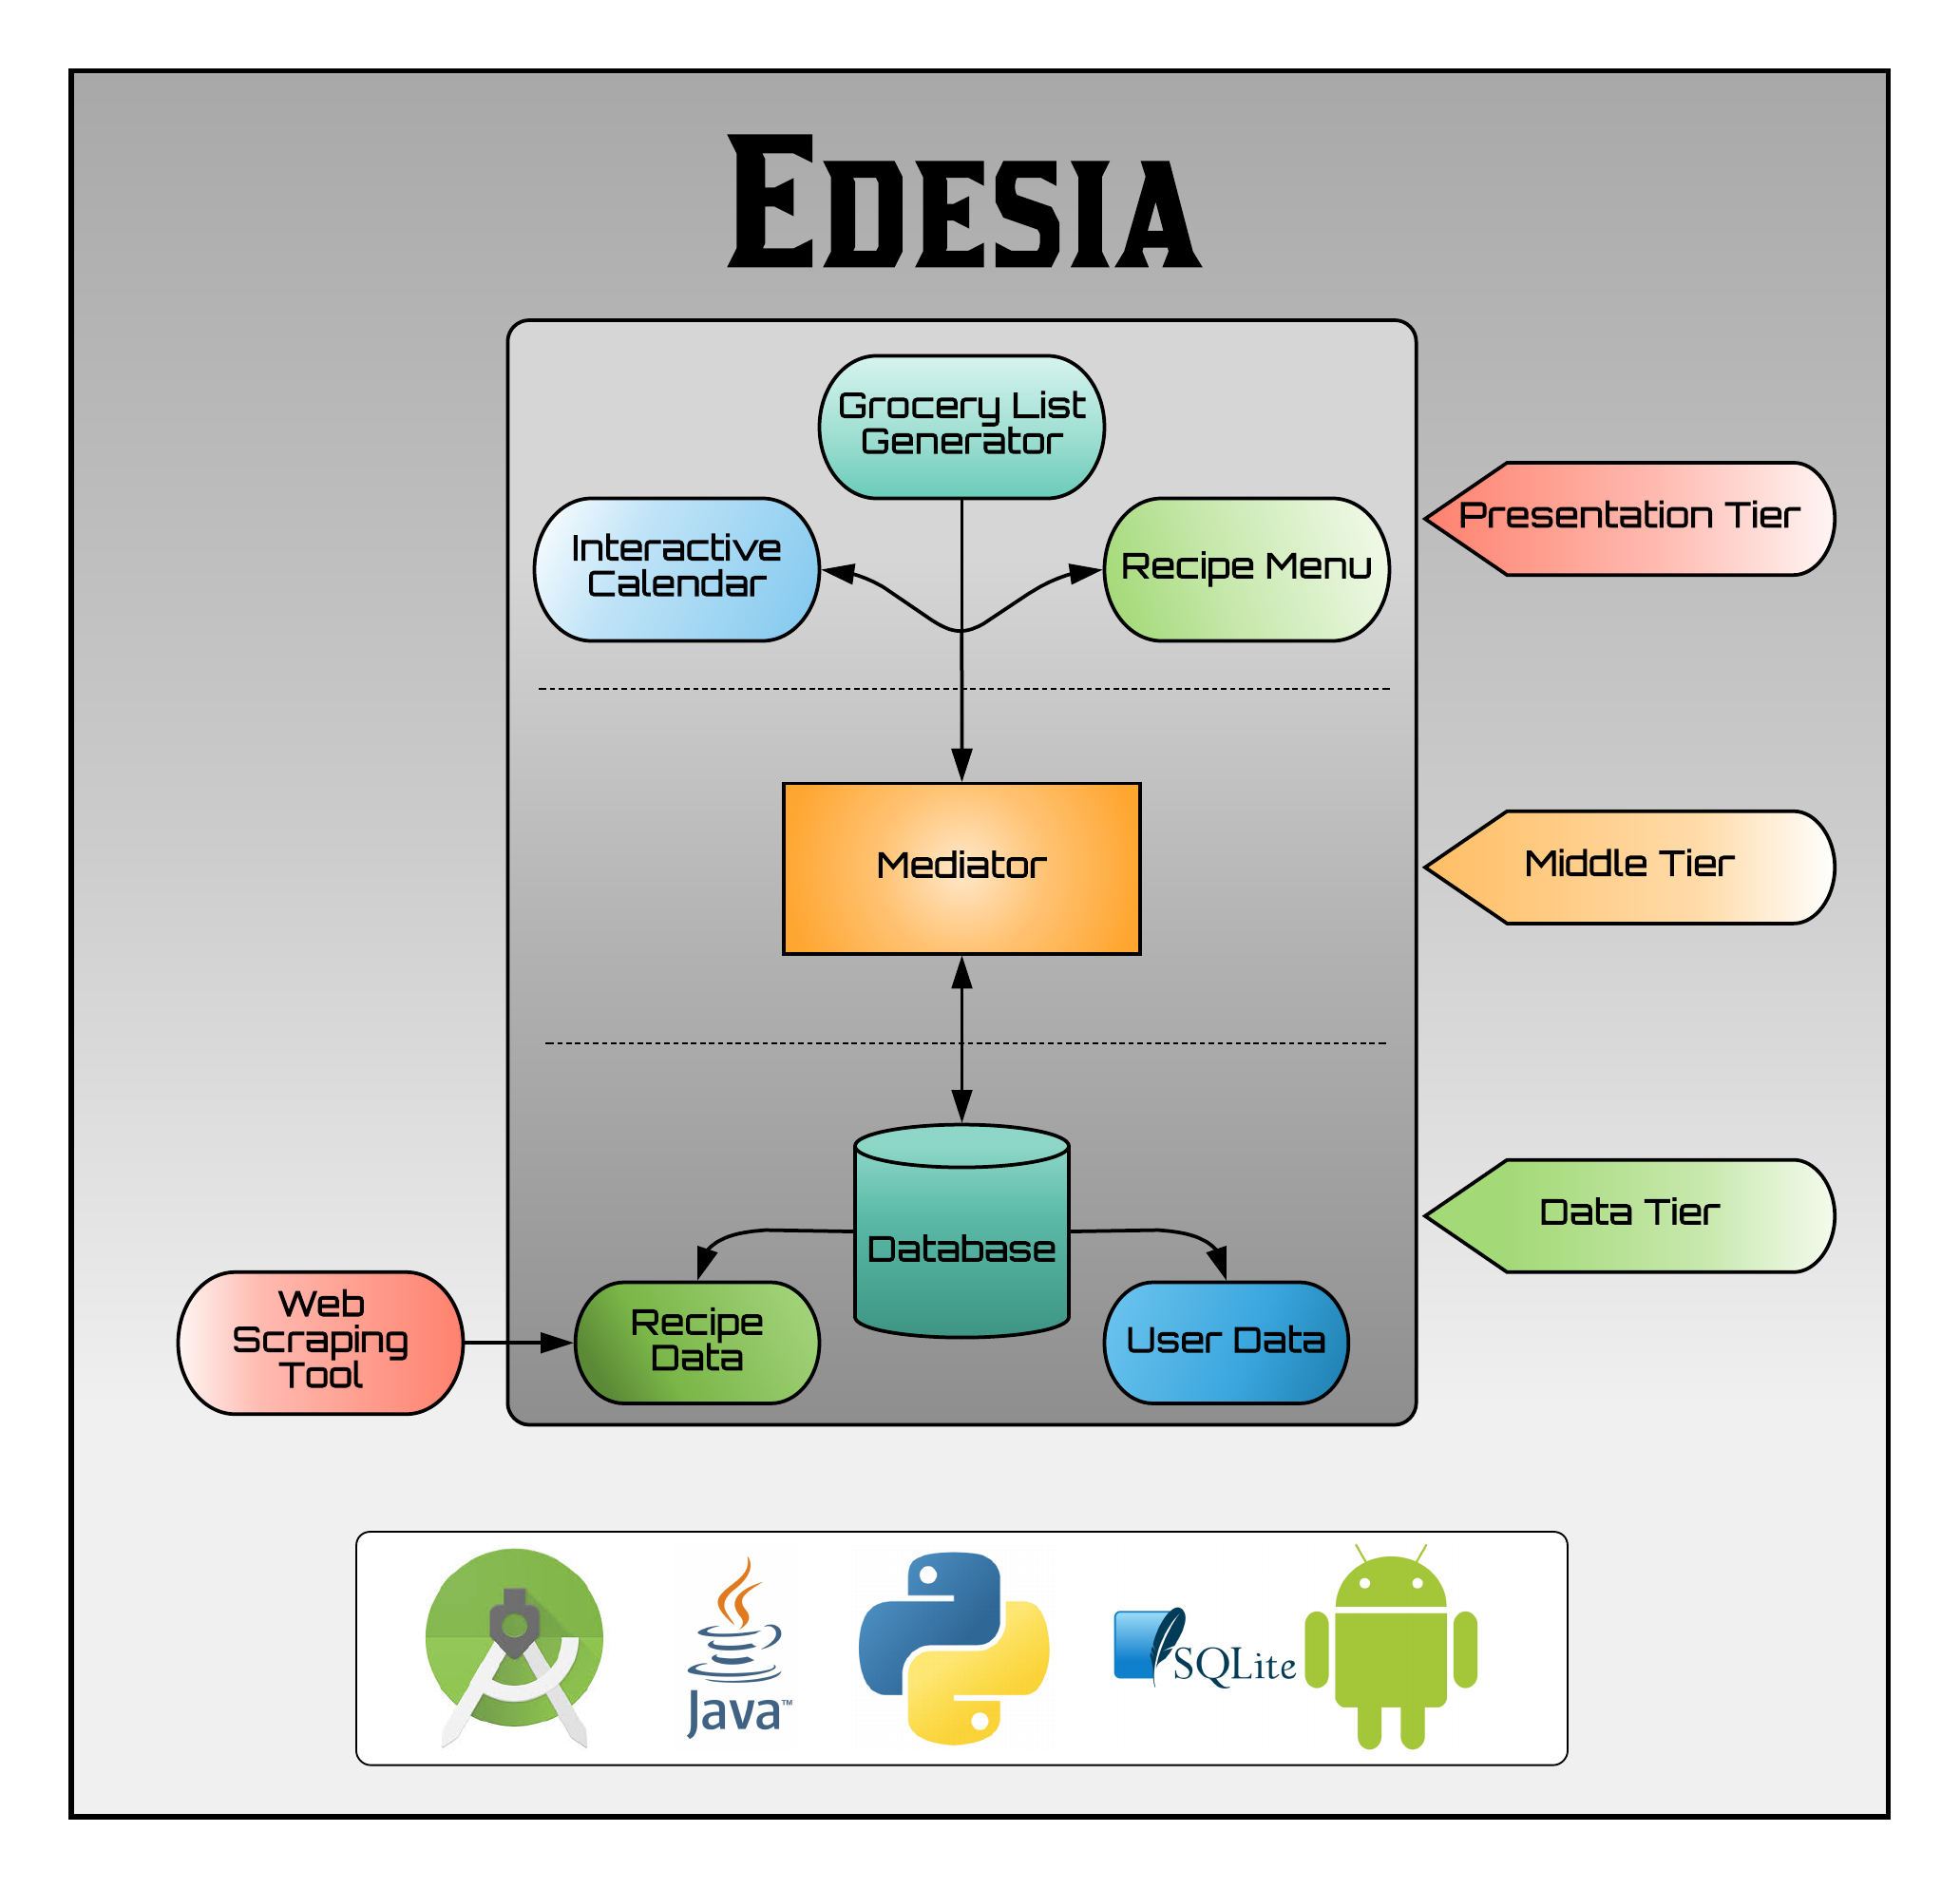 EDESIA
Grocery List
Generator
Interactive
Calendar
Recipe Menu
Presentation Tier
Mediator
Middle Tier
Database
Data Tier
Web
Scraping
Tool
Recipe
Data
User Data
Java™
SQLite